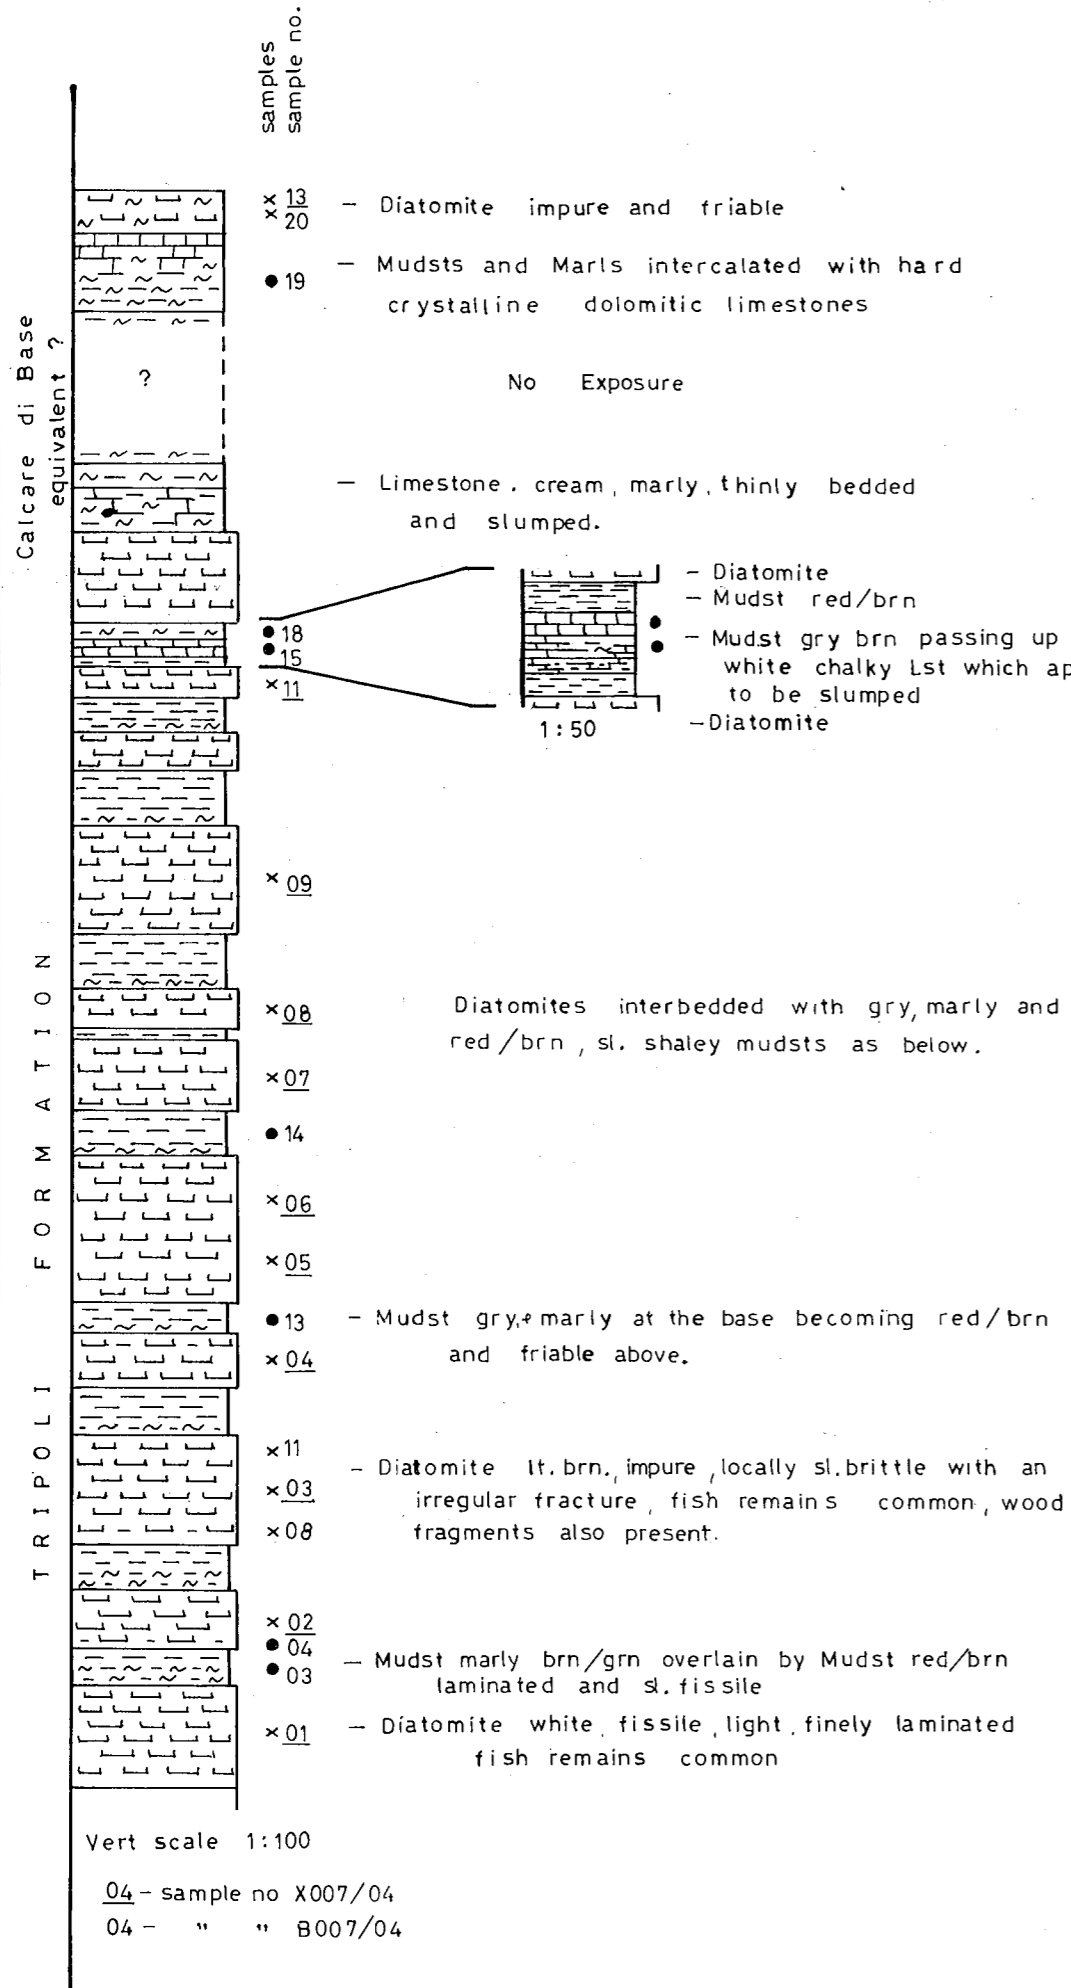 samples
sample no.
× 13
× 20
– Diatomite impure and friable
● 19
– Mudsts and Marls intercalated with hard
crystalline dolomitic limestones
Calcare di Base
equivalent ?
?
No Exposure
– Limestone. cream, marly, thinly bedded
and slumped.
● 18
● 15
– Diatomite
– Mudst red/brn
– Mudst gry brn passing up
white chalky Lst which ap
to be slumped
– Diatomite
1:50
× 11
× 09
× 08
Diatomites interbedded with gry, marly and
red/brn, sl. shaley mudsts as below.
× 07
● 14
× 06
× 05
TRIPOLI FORMATION
● 13
– Mudst gry, marly at the base becoming red/brn
and friable above.
× 04
× 11
× 03
× 08
– Diatomite lt. brn., impure, locally sl. brittle with an
irregular fracture, fish remains common, wood
fragments also present.
× 02
● 04
● 03
– Mudst marly brn/grn overlain by Mudst red/brn
laminated and sl. fissile
× 01
– Diatomite white, fissile, light, finely laminated
fish remains common
Vert scale 1:100
04 – sample no X007/04
04 – " " B007/04